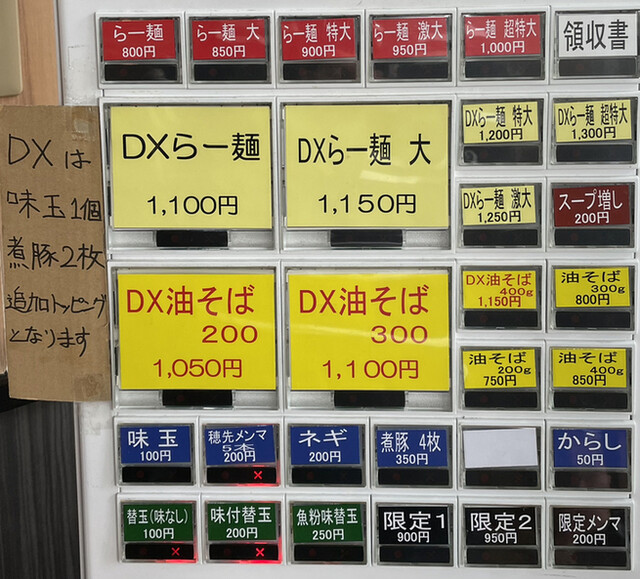 らー麺
800円
らー麺 大
850円
らー麺 特大
900円
らー麺 激大
950円
らー麺 超特大
1,000円
領収書
DXは
味玉1個
煮豚2枚
追加トッピング
となります
DXらー麺
1,100円
DXらー麺 大
1,150円
DXらー麺 特大
1,200円
DXらー麺 超特大
1,300円
DXらー麺 激大
1,250円
スープ増し
200円
DX油そば
200
1,050円
DX油そば
300
1,100円
DX油そば
400g
1,150円
油そば
300g
800円
油そば
200g
750円
油そば
400g
850円
味玉
100円
穂先メンマ
5本
200円
ネギ
200円
煮豚 4枚
350円
からし
50円
替玉(味なし)
100円
味付替玉
200円
魚粉味替玉
250円
限定1
900円
限定2
950円
限定メンマ
200円